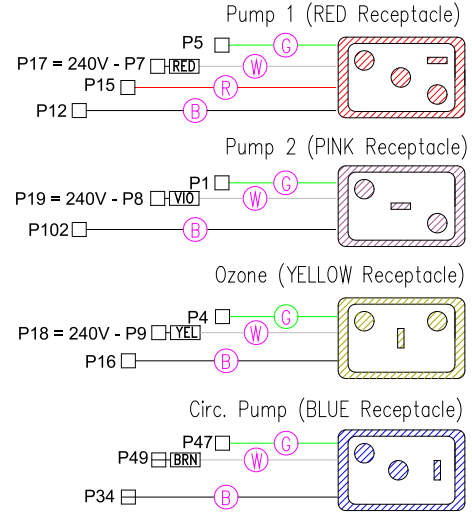 Pump 1 (RED Receptacle)
P5 G
P17 = 240V - P7 RED W
P15 R
P12 B
Pump 2 (PINK Receptacle)
P1 G
P19 = 240V - P8 VIO W
P102 B
Ozone (YELLOW Receptacle)
P4 G
P18 = 240V - P9 YEL W
P16 B
Circ. Pump (BLUE Receptacle)
P47 G
P49 BRN W
P34 B